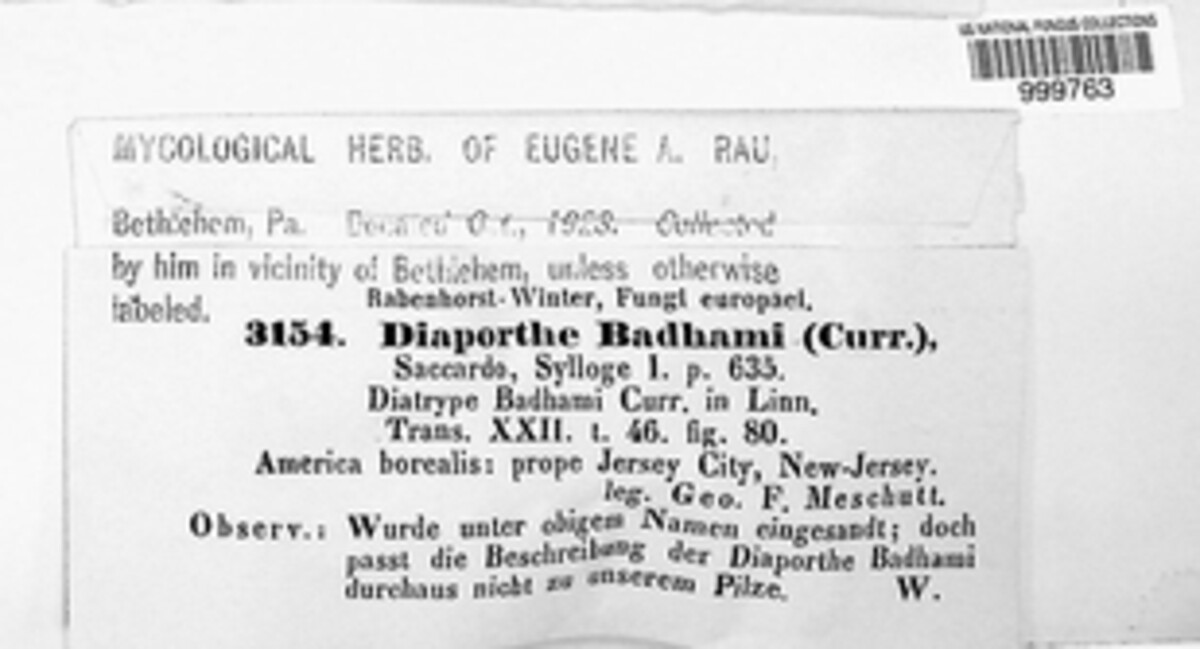 US NATIONAL FUNGUS COLLECTIONS
999763
MYCOLOGICAL HERB. OF EUGENE A. RAU,
Bethlehem, Pa. 1923. Collected
by him in vicinity of Bethlehem, unless otherwise
labeled.
Rabenhorst-Winter, Fungi europaei.
3154. Diaporthe Badhami (Curr.),
Saccardo, Sylloge I. p. 635.
Diatrype Badhami Curr. in Linn.
Trans. XXII. t. 46. fig. 80.
America borealis: prope Jersey City, New-Jersey.
leg. Geo. F. Meschutt.
Observ.: Wurde unter obigem Namen eingesandt; doch
passt die Beschreibung der Diaporthe Badhami
durchaus nicht zu unserem Pilze. W.